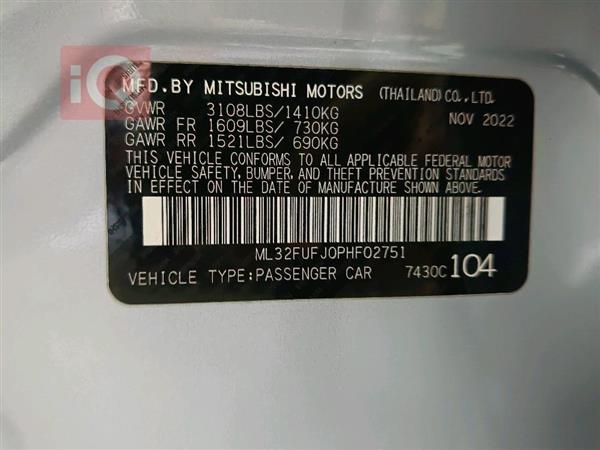 iQ
MFD.BY MITSUBISHI MOTORS (THAILAND)CO.,LTD.
GVWR 3108LBS/1410KG NOV 2022
GAWR FR 1609LBS/ 730KG
GAWR RR 1521LBS/ 690KG
THIS VEHICLE CONFORMS TO ALL APPLICABLE FEDERAL MOTOR
VEHICLE SAFETY, BUMPER, AND THEFT PREVENTION STANDARDS
IN EFFECT ON THE DATE OF MANUFACTURE SHOWN ABOVE.
ML32FUFJ0PHF02751
VEHICLE TYPE:PASSENGER CAR 7430C 104